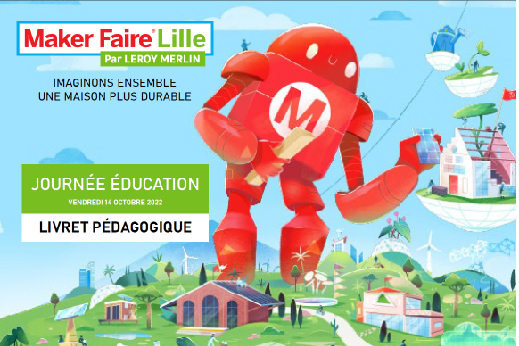 Maker Faire® Lille
Par LEROY MERLIN
IMAGINONS ENSEMBLE
UNE MAISON PLUS DURABLE
M
JOURNÉE ÉDUCATION
VENDREDI 14 OCTOBRE 2022
LIVRET PÉDAGOGIQUE